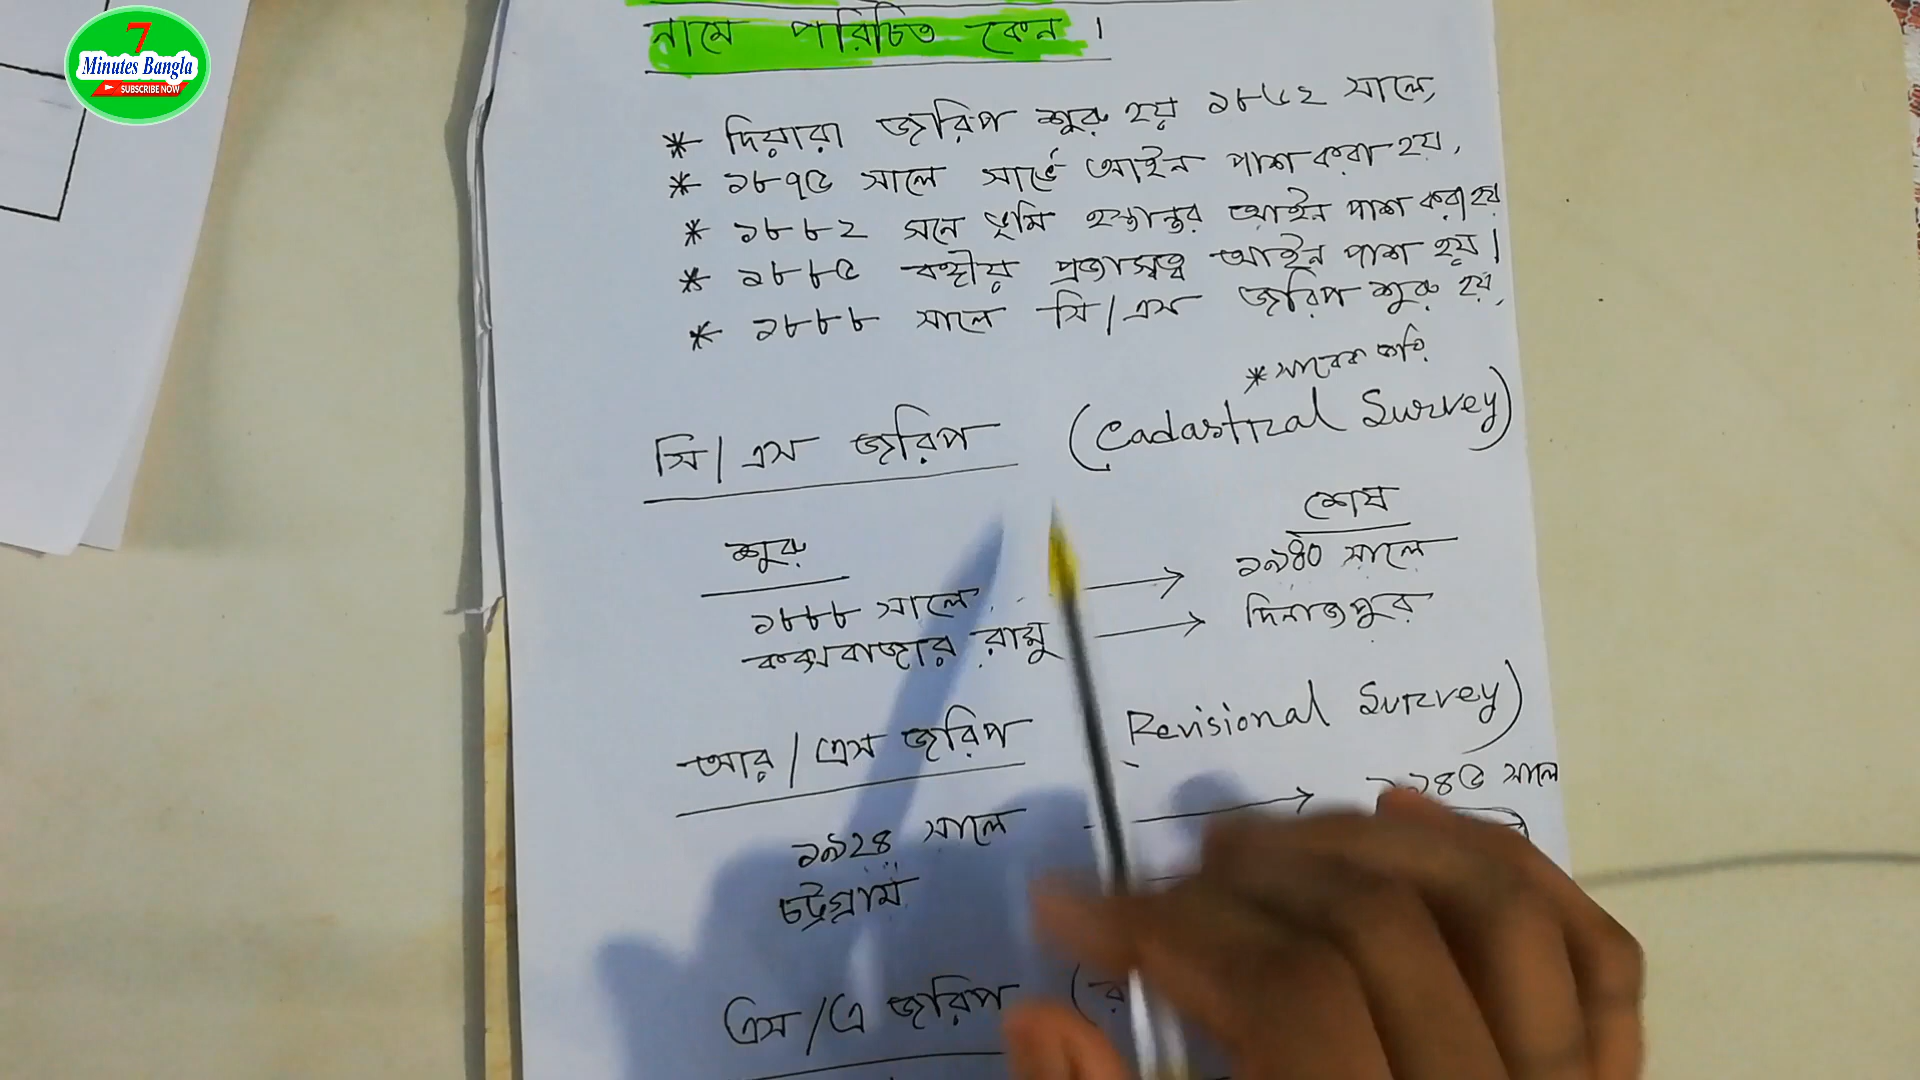 7
Minutes Bangla
SUBSCRIBE NOW
নামে পরিচিত কেন।
* দিয়ারা জরিপ শুরু হয় ১৮৬২ সালে,
* ১৮৭৫ সালে সার্ভে আইন পাশ করা হয়,
* ১৮৮২ সনে ভূমি হস্তান্তর আইন পাশ করা হয়
* ১৮৮৫ বঙ্গীয় প্রজাস্বত্ব আইন পাশ হয়।
* ১৮৮৮ সালে সি/এস জরিপ শুরু হয়,
* সাবেক
সি/এস জরিপ (Cadastral Survey)
শুরু শেষ
১৮৮৮ সালে → ১৯৪০ সালে
কক্সবাজার রামু → দিনাজপুর
আর/এস জরিপ Revisional Survey)
১৯২৪ সালে → সালে
চট্টগ্রাম
এস/এ জরিপ (